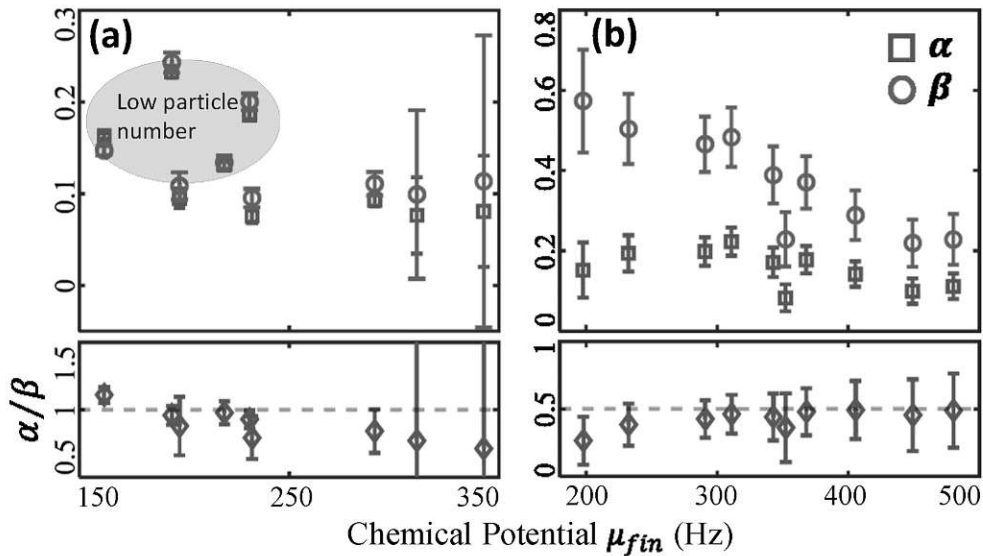 (a)
0.3
0.2
0.1
0
Low particle
number
(b)
α
β
0.8
0.6
0.4
0.2
0
α/β
1.5
1
0.5
1
0.5
0
150
250
350
200
300
400
500
Chemical Potential μ_fin (Hz)